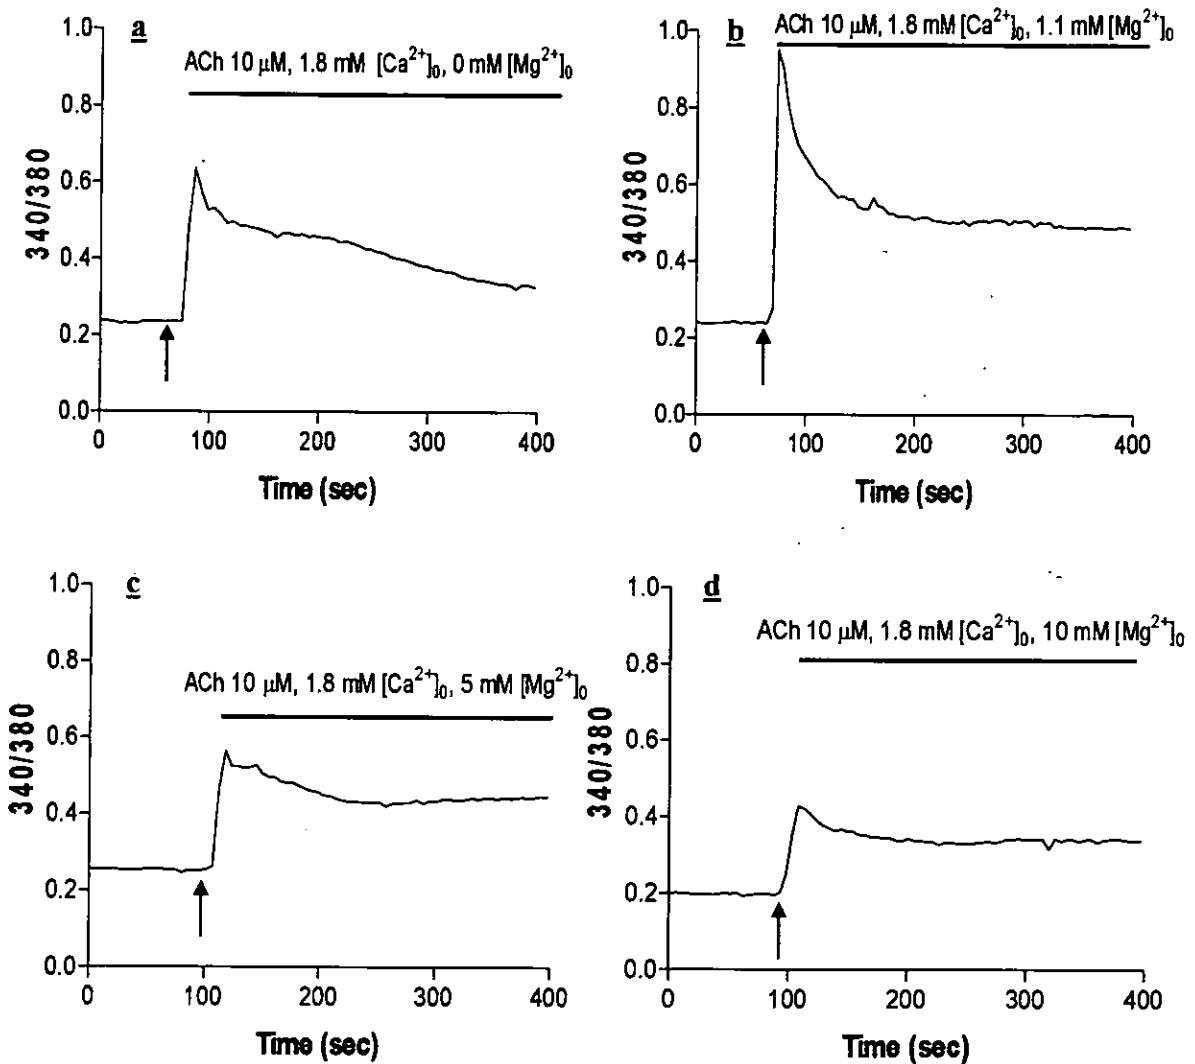 a
ACh 10 µM, 1.8 mM [Ca²⁺]₀, 0 mM [Mg²⁺]₀
340/380
1.0
0.8
0.6
0.4
0.2
0.0
0 100 200 300 400
Time (sec)
b
ACh 10 µM, 1.8 mM [Ca²⁺]₀, 1.1 mM [Mg²⁺]₀
340/380
1.0
0.8
0.6
0.4
0.2
0.0
0 100 200 300 400
Time (sec)
c
ACh 10 µM, 1.8 mM [Ca²⁺]₀, 5 mM [Mg²⁺]₀
340/380
1.0
0.8
0.6
0.4
0.2
0.0
0 100 200 300 400
Time (sec)
d
ACh 10 µM, 1.8 mM [Ca²⁺]₀, 10 mM [Mg²⁺]₀
340/380
1.0
0.8
0.6
0.4
0.2
0.0
0 100 200 300 400
Time (sec)